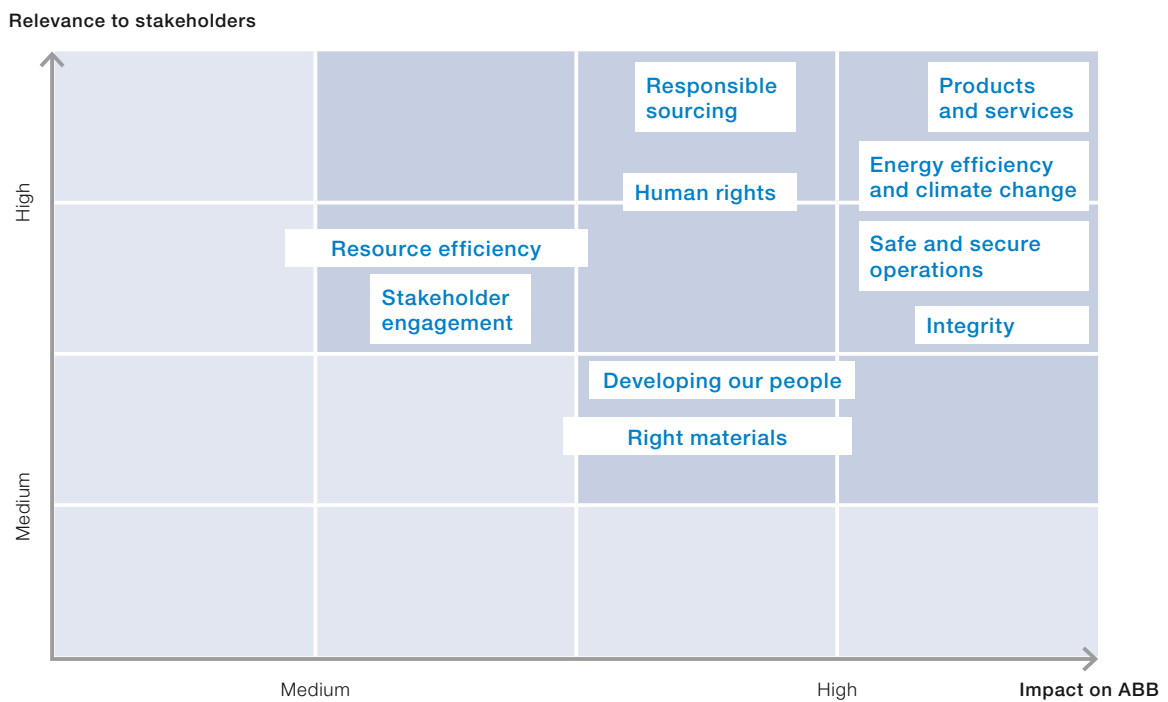 Relevance to stakeholders
Responsible
sourcing
Products
and services
High
Human rights
Energy efficiency
and climate change
Resource efficiency
Safe and secure
operations
Stakeholder
engagement
Integrity
Developing our people
Right materials
Medium
Medium
High
Impact on ABB